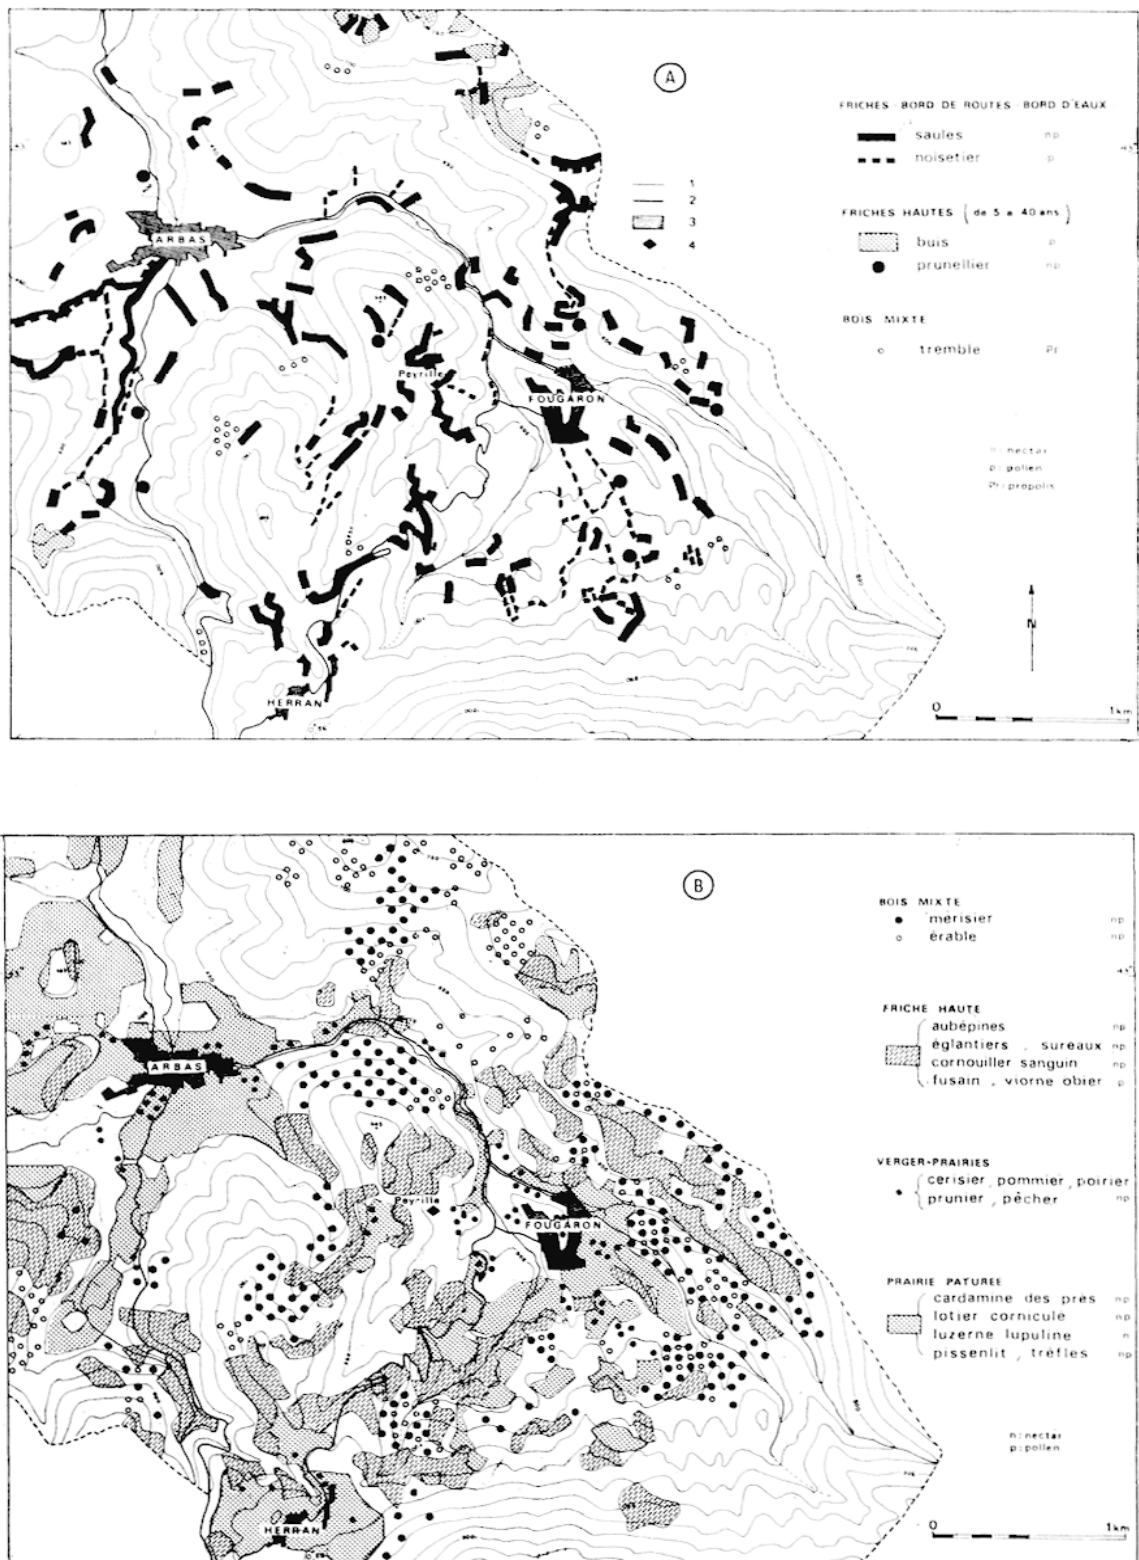 A
FRICHES - BORD DE ROUTES - BORD D'EAUX
saules np
noisetier p
1
2
3
4
FRICHES HAUTES ( de 5 a 40 ans )
buis p
prunellier np
BOIS MIXTE
tremble Pr
n : nectar
p : pollen
Pr : propolis
ARBAS
Peyrille
FOUGARON
HERRAN
N
0 1km
B
BOIS MIXTE
merisier np
érable np
FRICHE HAUTE
aubépines np
églantiers , sureaux np
cornouiller sanguin np
fusain , viorne obier p
VERGER-PRAIRIES
cerisier, pommier, poirier
prunier, pêcher np
PRAIRIE PATUREE
cardamine des prés np
lotier corniculé np
luzerne lupuline n
pissenlit , trèfles np
n : nectar
p : pollen
ARBAS
Peyrille
FOUGARON
HERRAN
0 1km